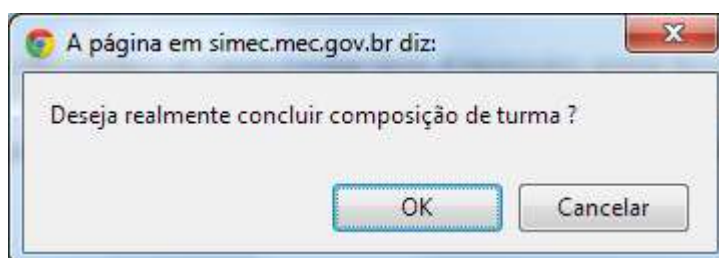 A página em simec.mec.gov.br diz:
Deseja realmente concluir composição de turma ?
OK
Cancelar